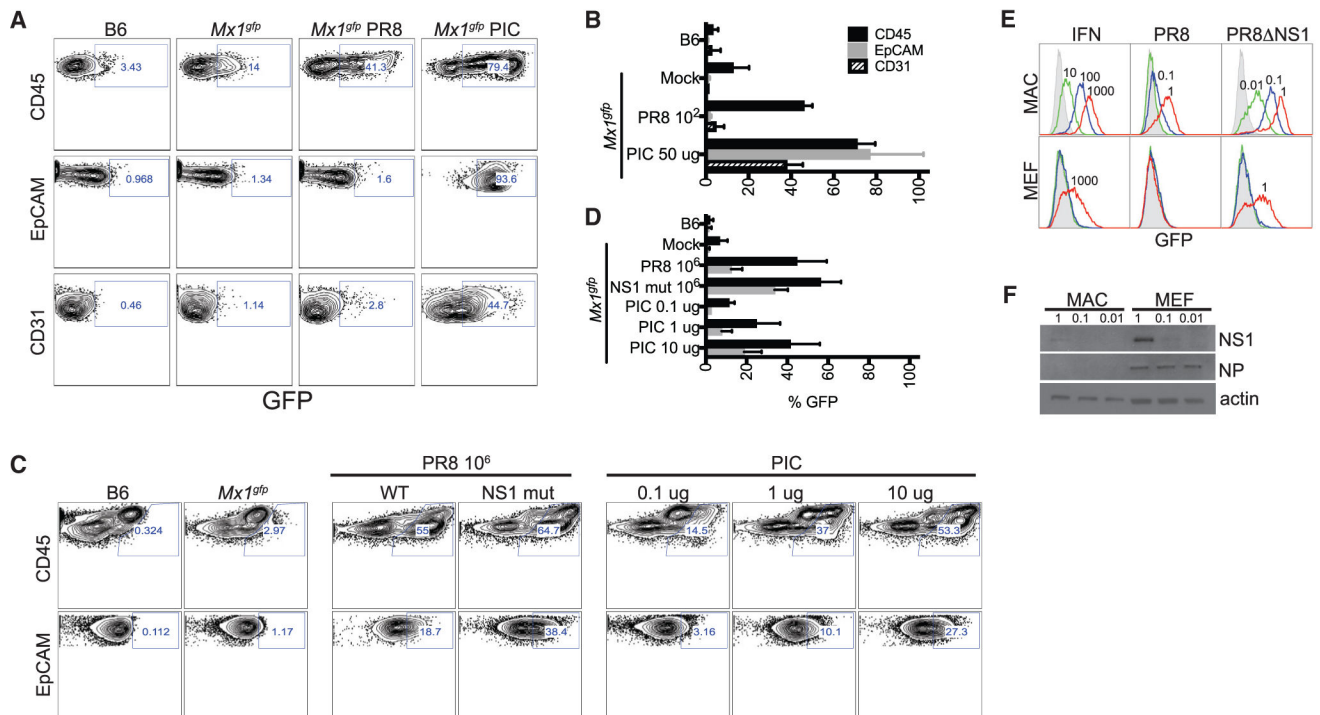 A
B6
Mx1gfp
Mx1gfp PR8
Mx1gfp PIC
CD45
3.43
14
41.3
79.4
EpCAM
0.968
1.34
1.6
93.6
CD31
0.46
1.14
2.8
44.7
GFP
B
CD45
EpCAM
CD31
B6
Mock
PR8 10²
PIC 50 ug
Mx1gfp
0 20 40 60 80 100
D
B6
Mock
PR8 10⁶
NS1 mut 10⁶
PIC 0.1 ug
PIC 1 ug
PIC 10 ug
Mx1gfp
0 20 40 60 80 100
% GFP
C
PR8 10⁶
PIC
B6
Mx1gfp
WT
NS1 mut
0.1 ug
1 ug
10 ug
CD45
0.324
2.97
55
64.7
14.5
37
53.3
EpCAM
0.112
1.17
18.7
38.4
3.16
10.1
27.3
E
IFN
PR8
PR8ΔNS1
MAC
10 100 1000
0.1 1
0.01 0.1 1
MEF
1000
1
GFP
F
MAC
MEF
1 0.1 0.01
1 0.1 0.01
NS1
NP
actin